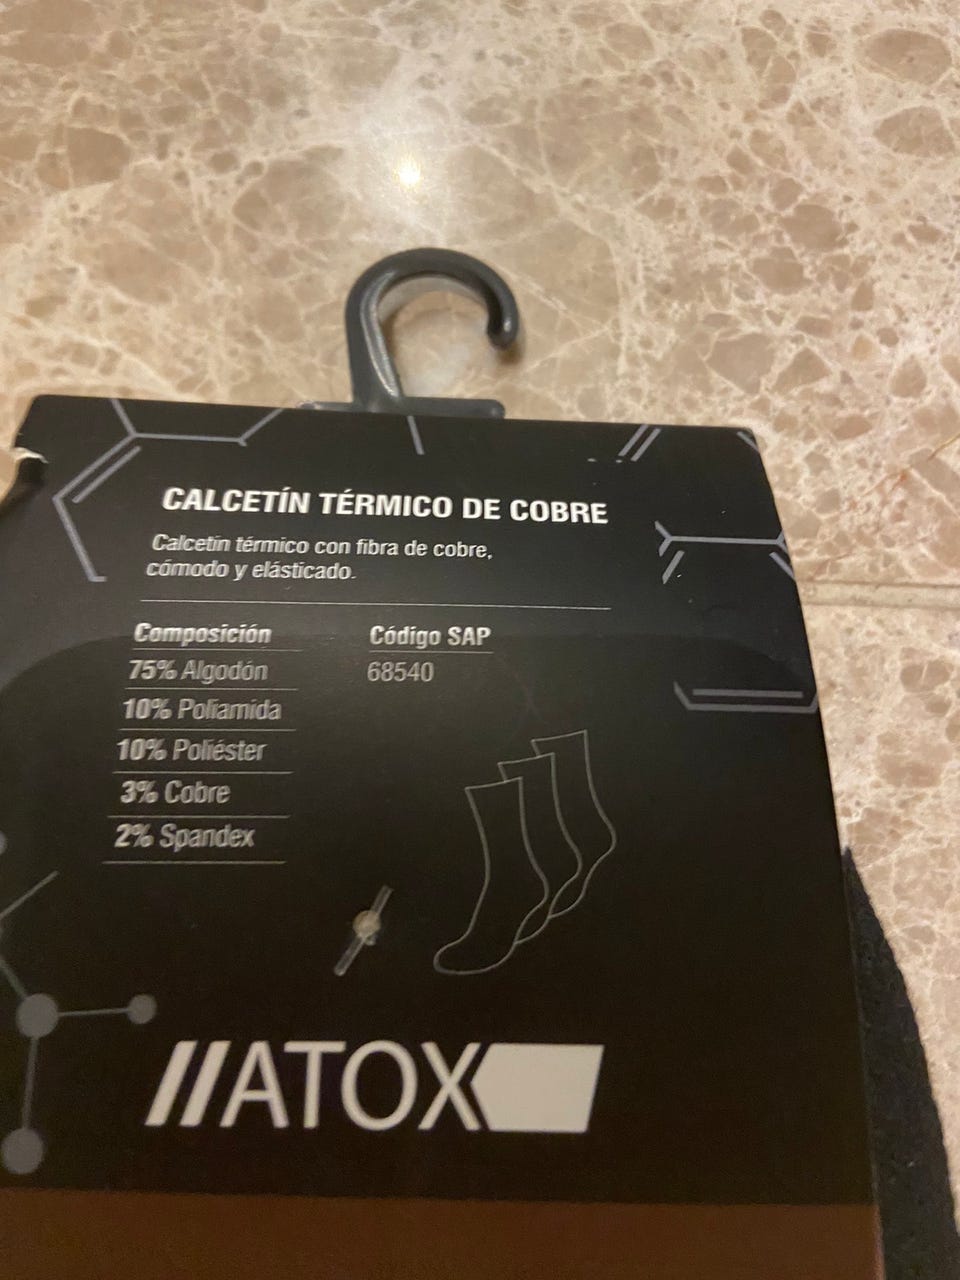 CALCETÍN TÉRMICO DE COBRE
Calcetín térmico con fibra de cobre,
cómodo y elásticado.
Composición
75% Algodón
10% Poliamida
10% Poliéster
3% Cobre
2% Spandex
Código SAP
68540
//ATOX